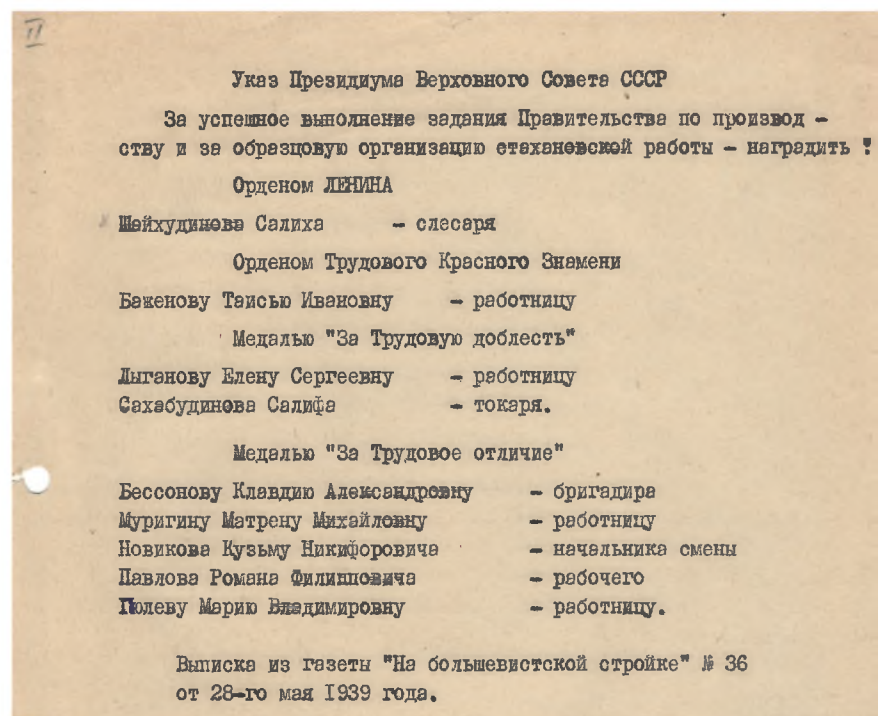 II
Указ Президиума Верховного Совета СССР
За успешное выполнение задания Правительства по производ -
ству и за образцовую организацию стахановской работы - наградить :
Орденом ЛЕНИНА
Шайхудинова Салиха - слесаря
Орденом Трудового Красного Знамени
Баженову Таисью Ивановну - работницу
Медалью "За Трудовую доблесть"
Лыганову Елену Сергеевну - работницу
Сахабудинова Салифа - токаря.
Медалью "За Трудовое отличие"
Бессонову Клавдию Александровну - бригадира
Муригину Матрену Михайловну - работницу
Новикова Кузьму Никифоровича - начальника смены
Павлова Романа Филипповича - рабочего
Полеву Марию Владимировну - работницу.
Выписка из газеты "На большевистской стройке" № 36
от 28-го мая 1939 года.